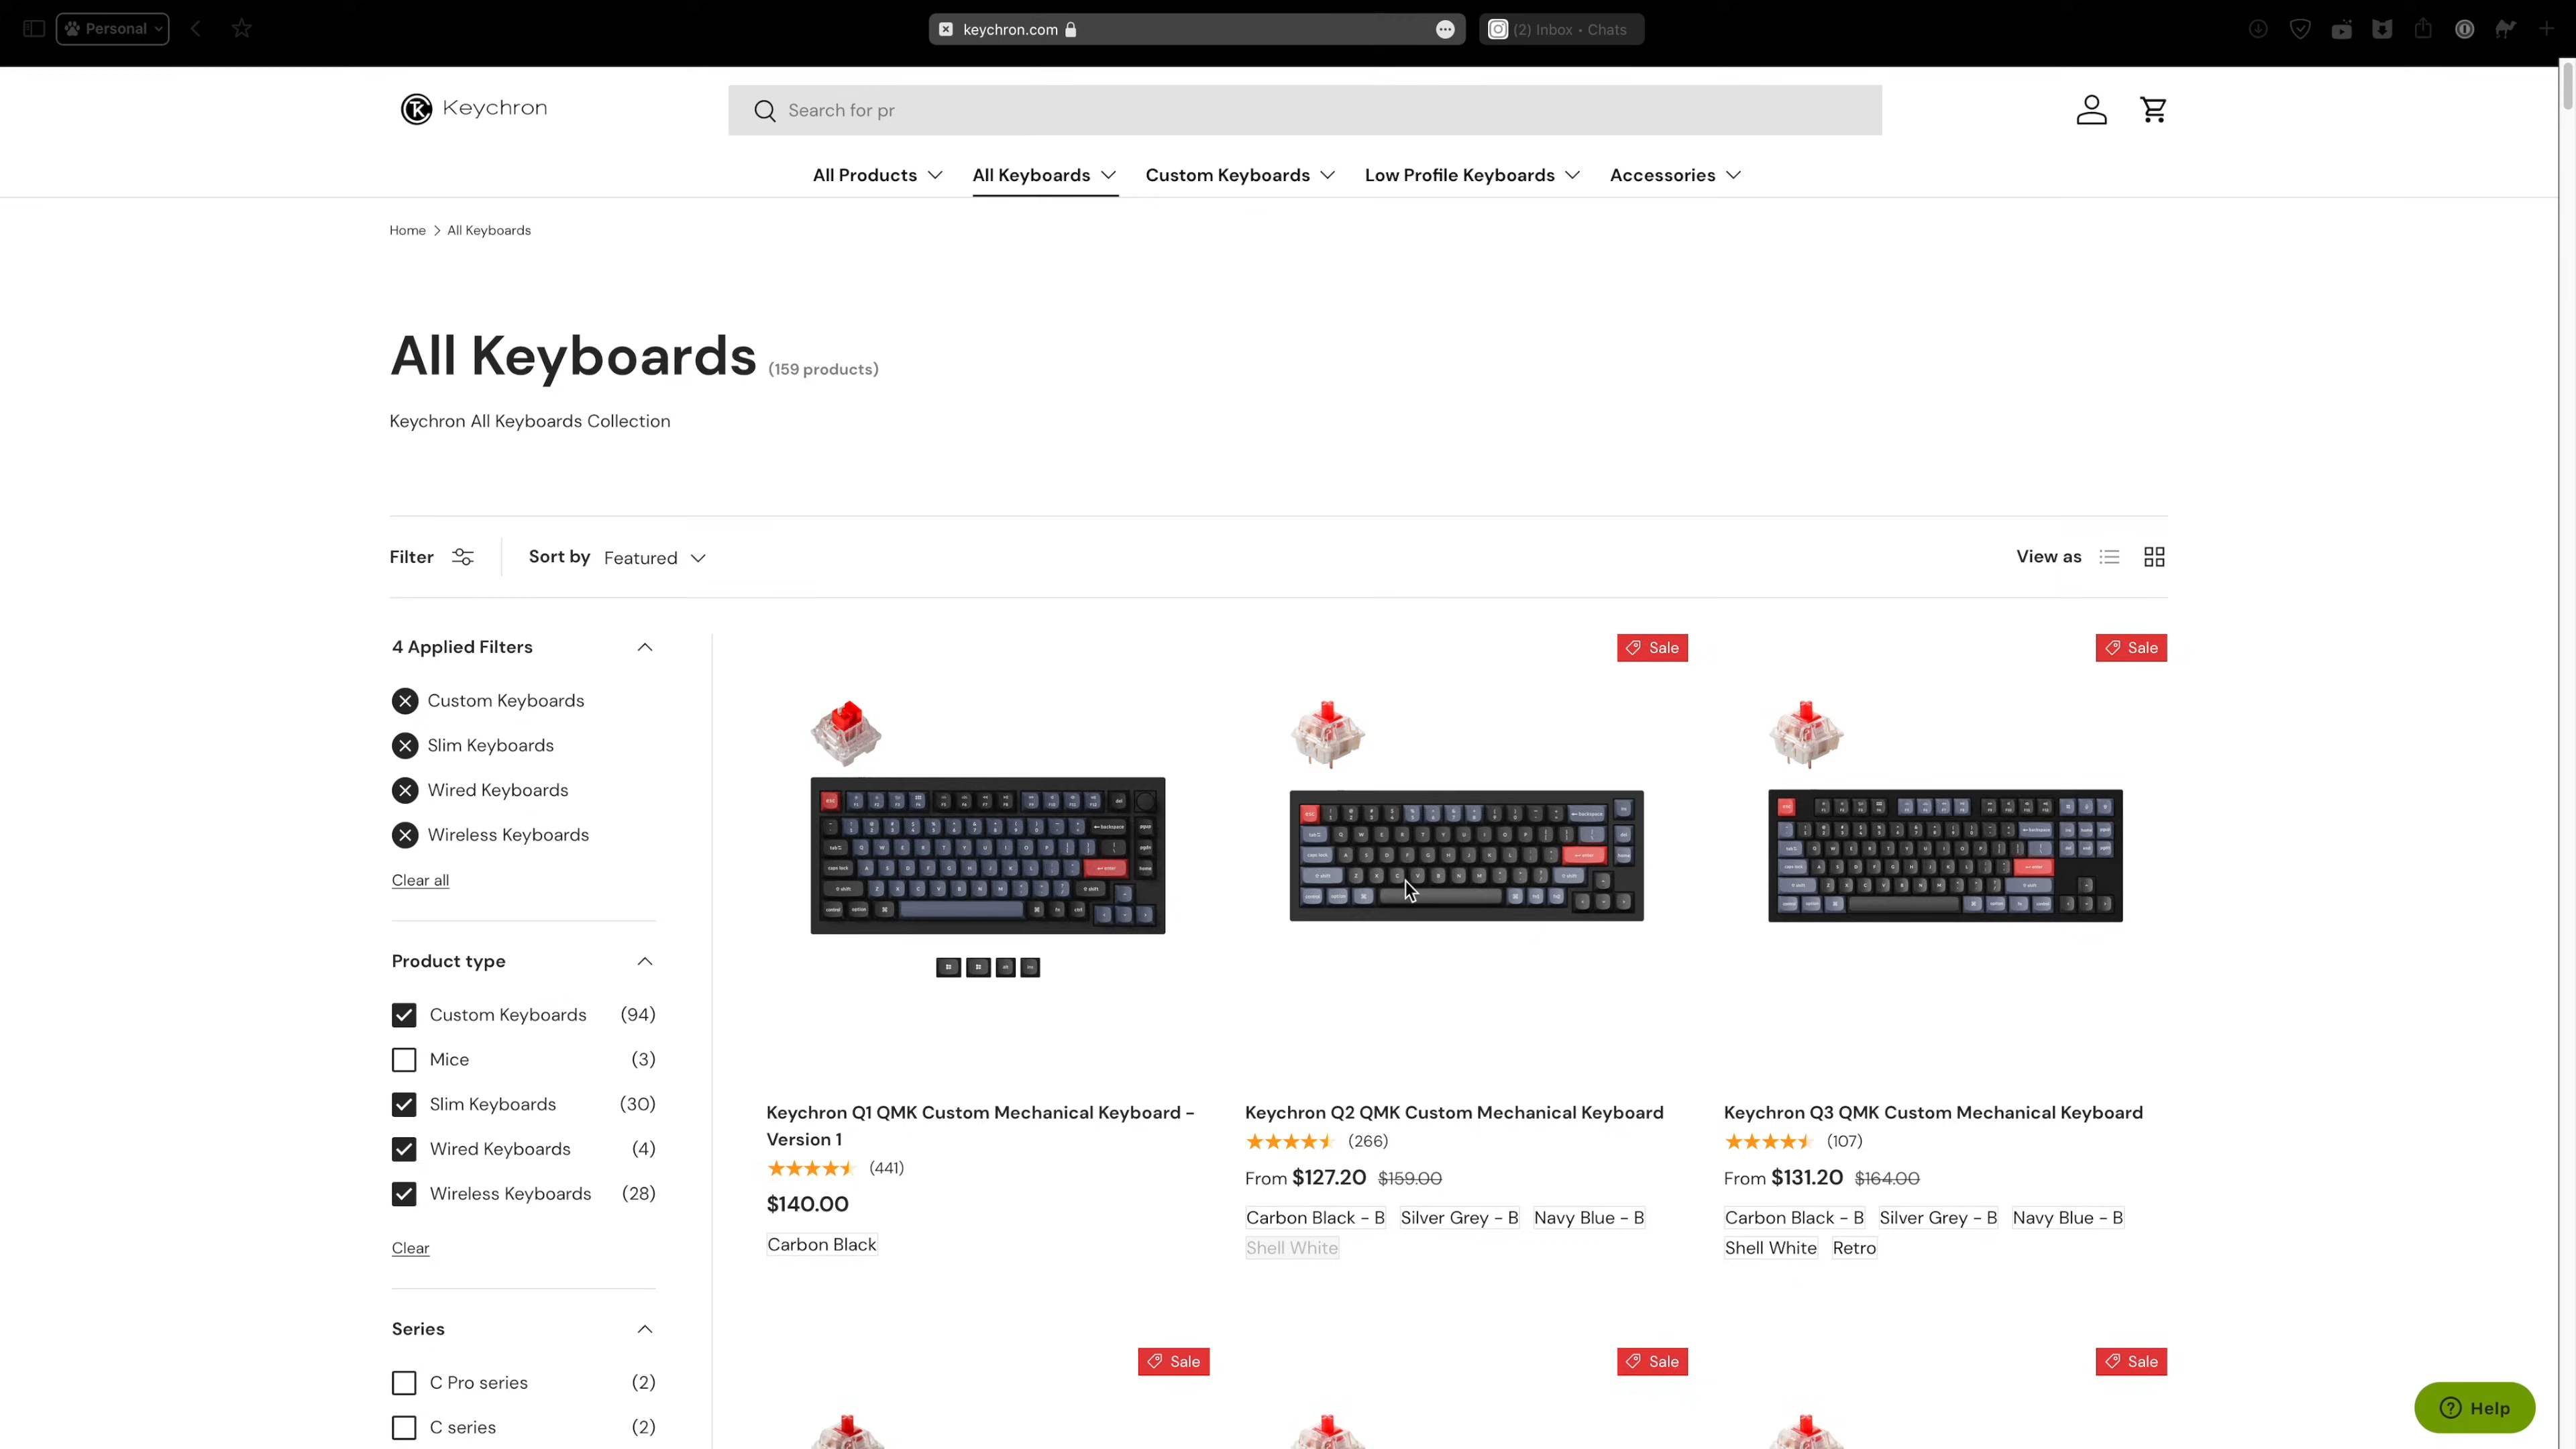 Personal
keychron.com
(2) Inbox • Chats
Keychron
Search for pr
All Products
All Keyboards
Custom Keyboards
Low Profile Keyboards
Accessories
Home > All Keyboards
All Keyboards (159 products)
Keychron All Keyboards Collection
Filter
Sort by Featured
View as
4 Applied Filters
Custom Keyboards
Slim Keyboards
Wired Keyboards
Wireless Keyboards
Clear all
Product type
Custom Keyboards (94)
Mice (3)
Slim Keyboards (30)
Wired Keyboards (4)
Wireless Keyboards (28)
Clear
Series
C Pro series (2)
C series (2)
Keychron Q1 QMK Custom Mechanical Keyboard -
Version 1
(441)
$140.00
Carbon Black
Sale
Keychron Q2 QMK Custom Mechanical Keyboard
(266)
From $127.20 $159.00
Carbon Black - B Silver Grey - B Navy Blue - B
Shell White
Sale
Keychron Q3 QMK Custom Mechanical Keyboard
(107)
From $131.20 $164.00
Carbon Black - B Silver Grey - B Navy Blue - B
Shell White Retro
Sale
Sale
Sale
Help